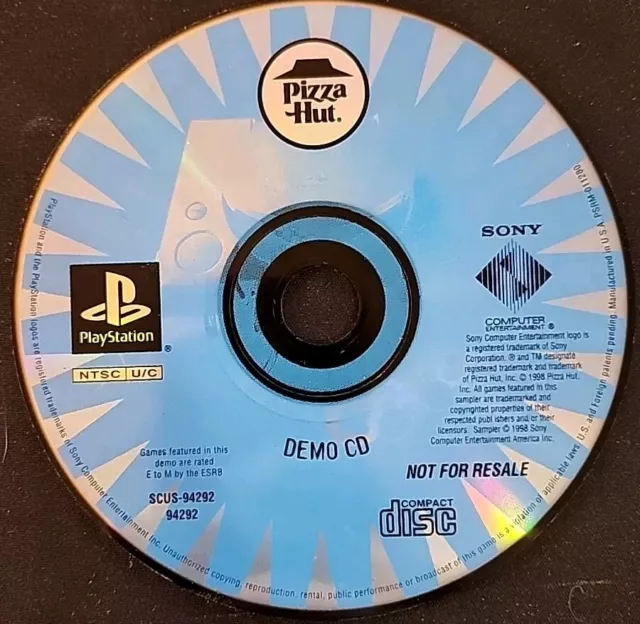 Pizza
Hut.
SONY
COMPUTER
ENTERTAINMENT ®
PlayStation
®
NTSC U/C
Sony Computer Entertainment logo is
a registered trademark of Sony
Corporation. ® and TM designate
registered trademark and trademark
of Pizza Hut, Inc. © 1998 Pizza Hut,
Inc. All games featured in this
sampler are trademarked and
copyrighted properties of their
respected publishers and or their
licensors. Sampler © 1998 Sony
Computer Entertainment America Inc.
DEMO CD
Games featured in this
demo are rated
E to M by the ESRB
NOT FOR RESALE
SCUS-94292
94292
COMPACT
disc
PlayStation and the PlayStation logos are registered trademarks of Sony Computer Entertainment Inc. Unauthorized copying, reproduction, rental, public performance or broadcast of this game is a violation of applicable laws. U.S. and Foreign patents pending. Manufactured in U.S.A PSRM-011280